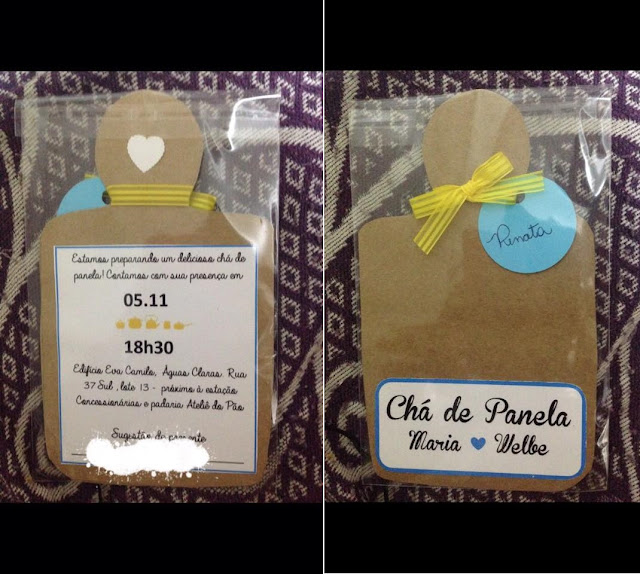 Estamos preparando um delicioso chá de
panela! Contamos com sua presença em
05.11
18h30
Edifício Eva Camilo, Águas Claras. Rua
37 Sul , lote 13 - próximo à estação
Concessionárias e padaria Ateliê do Pão
Sugestão de presente
Renata
Chá de Panela
Maria Welbe